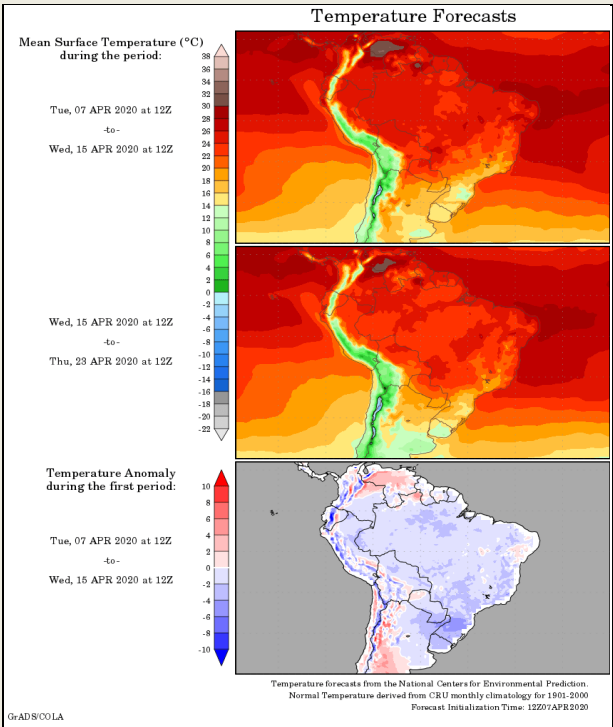 Temperature Forecasts
Mean Surface Temperature (°C)
during the period:
38
36
34
32
30
28
26
24
22
20
18
16
14
12
10
8
6
4
2
0
-2
-4
-6
-8
-10
-12
-14
-16
-18
-20
-22
Tue, 07 APR 2020 at 12Z
-to-
Wed, 15 APR 2020 at 12Z
Wed, 15 APR 2020 at 12Z
-to-
Thu, 23 APR 2020 at 12Z
Temperature Anomaly
during the first period:
10
8
6
4
2
0
-2
-4
-6
-8
-10
Tue, 07 APR 2020 at 12Z
-to-
Wed, 15 APR 2020 at 12Z
Temperature forecasts from the National Centers for Environmental Prediction.
Normal Temperature derived from CRU monthly climatology for 1901-2000
Forecast Initialization Time: 12Z07APR2020
GrADS/COLA